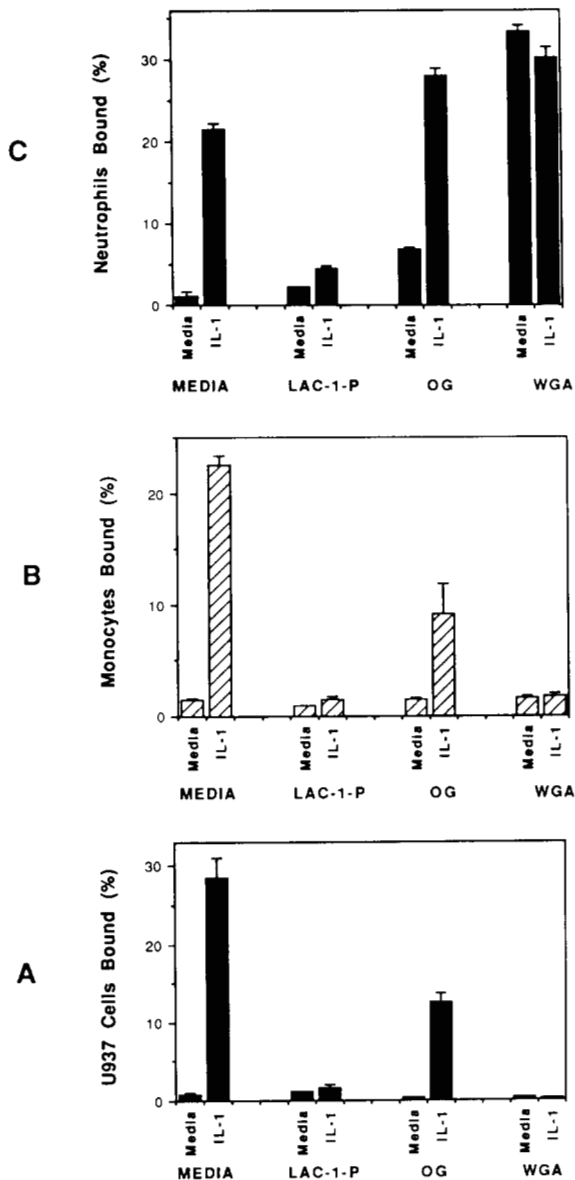 C
Neutrophils Bound (%)
30
20
10
0
Media IL-1 Media IL-1 Media IL-1 Media IL-1
MEDIA LAC-1-P OG WGA
B
Monocytes Bound (%)
20
10
0
Media IL-1 Media IL-1 Media IL-1 Media IL-1
MEDIA LAC-1-P OG WGA
A
U937 Cells Bound (%)
30
20
10
0
Media IL-1 Media IL-1 Media IL-1 Media IL-1
MEDIA LAC-1-P OG WGA